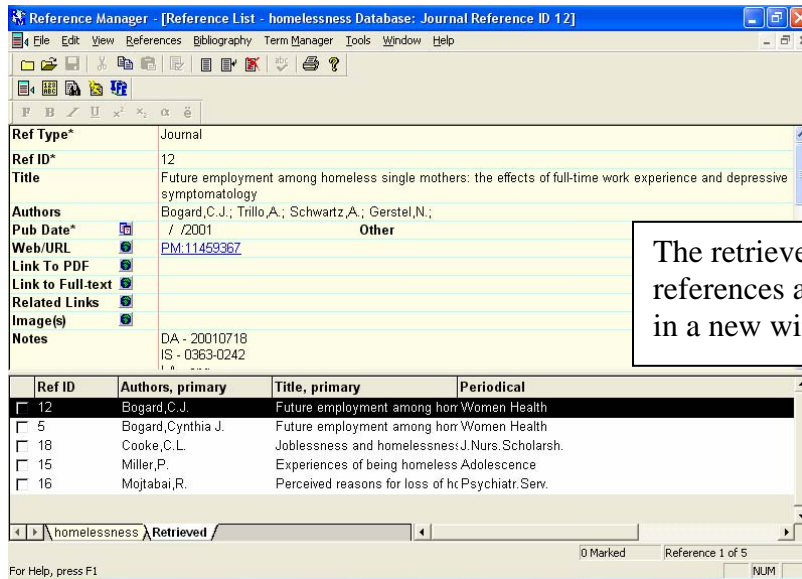 Reference Manager - [Reference List - homelessness Database: Journal Reference ID 12]
File Edit View References Bibliography Term Manager Tools Window Help
F B I U x² x₂ α ë
Ref Type* Journal
Ref ID* 12
Title Future employment among homeless single mothers: the effects of full-time work experience and depressive
symptomatology
Authors Bogard,C.J.; Trillo,A.; Schwartz,A.; Gerstel,N.;
Pub Date* / /2001 Other
Web/URL PM:11459367
Link To PDF
Link to Full-text
Related Links
Image(s)
Notes DA - 20010718
IS - 0363-0242
The retrieve
references a
in a new wi
Ref ID Authors, primary Title, primary Periodical
12 Bogard,C.J. Future employment among hom Women Health
5 Bogard,Cynthia J. Future employment among hom Women Health
18 Cooke,C.L. Joblessness and homelessness: J.Nurs.Scholarsh.
15 Miller,P. Experiences of being homeless Adolescence
16 Mojtabai,R. Perceived reasons for loss of hc Psychiatr.Serv.
homelessness Retrieved
0 Marked Reference 1 of 5
For Help, press F1 NUM